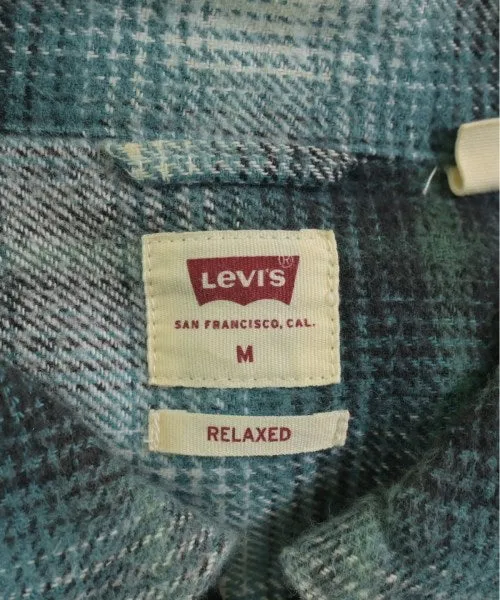 Levi's ®
SAN FRANCISCO, CAL.
M
RELAXED